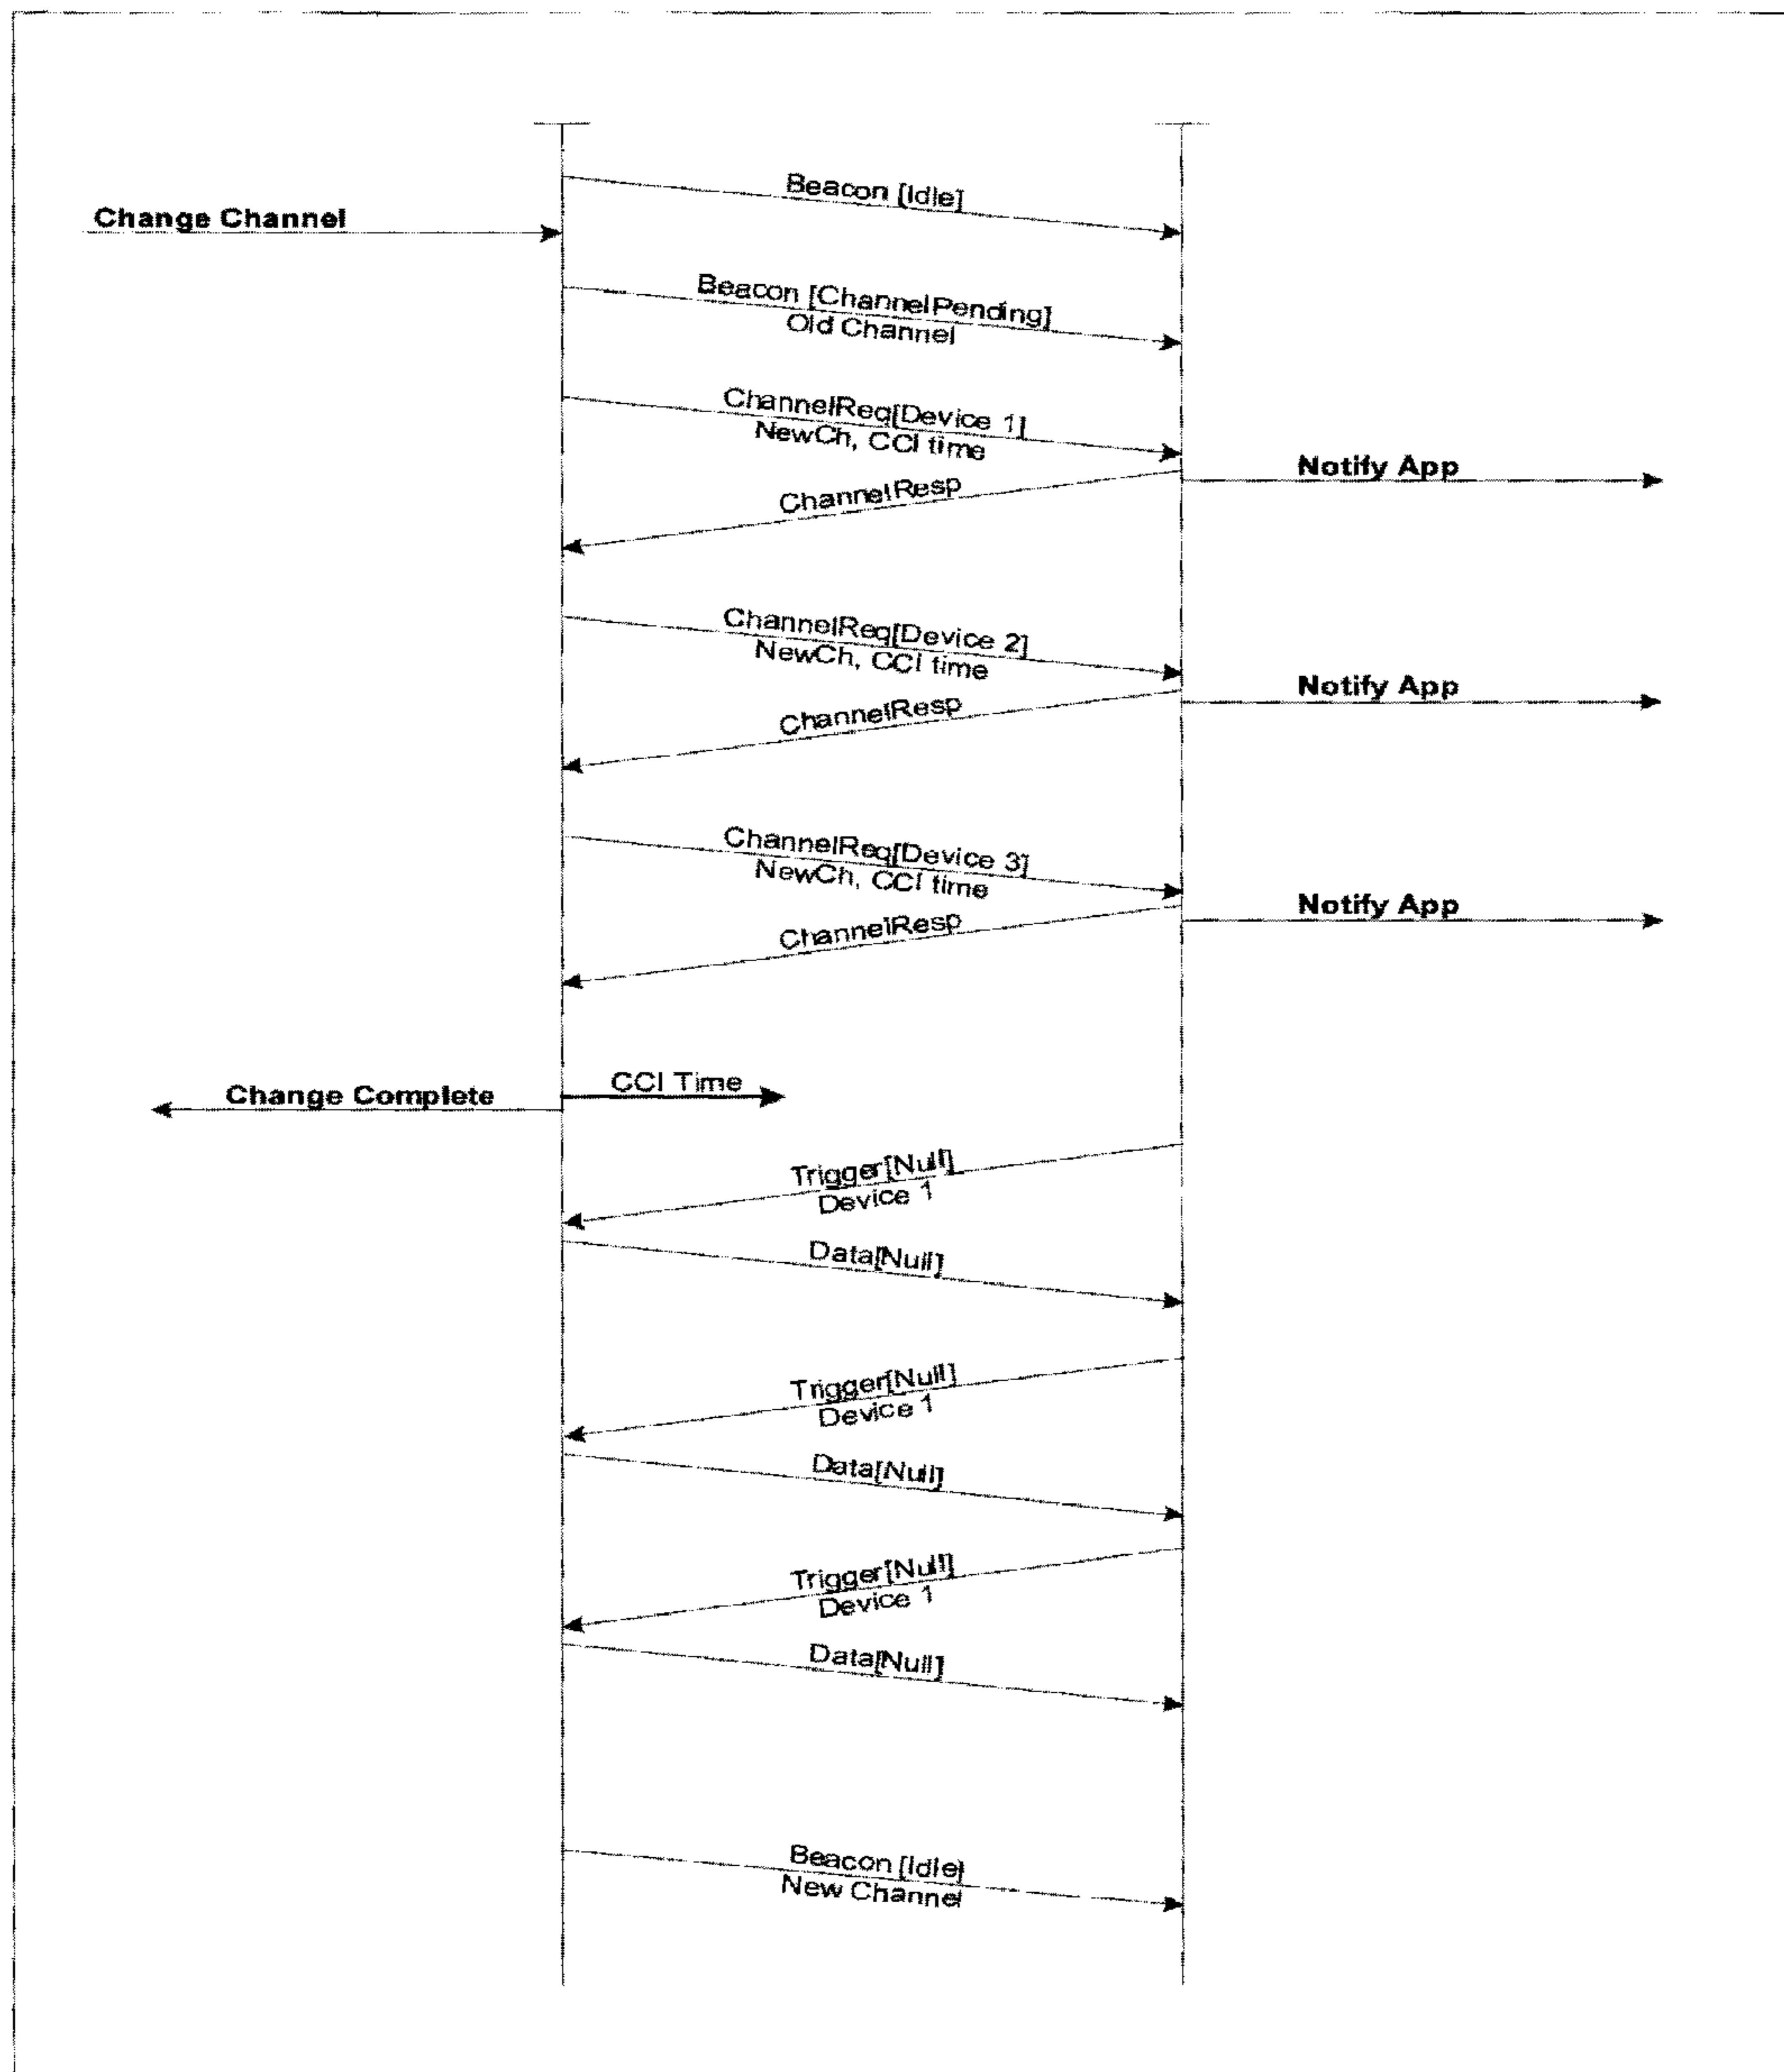 Beacon [Idle]
Change Channel
Beacon [ChannelPending]
Old Channel
ChannelReq[Device 1]
NewCh, CCI time
Notify App
ChannelResp
ChannelReq[Device 2]
NewCh, CCI time
Notify App
ChannelResp
ChannelReq[Device 3]
NewCh, CCI time
Notify App
ChannelResp
CCI Time
Change Complete
Trigger[Null]
Device 1
Data[Null]
Trigger[Null]
Device 1
Data[Null]
Trigger[Null]
Device 1
Data[Null]
Beacon [Idle]
New Channel